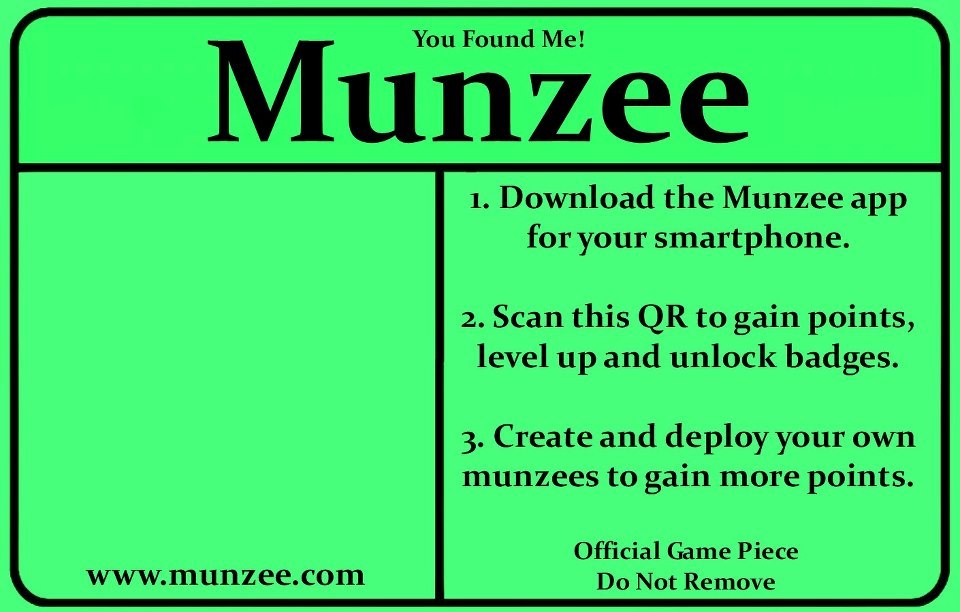 You Found Me!
Munzee
1. Download the Munzee app
for your smartphone.
2. Scan this QR to gain points,
level up and unlock badges.
3. Create and deploy your own
munzees to gain more points.
www.munzee.com
Official Game Piece
Do Not Remove